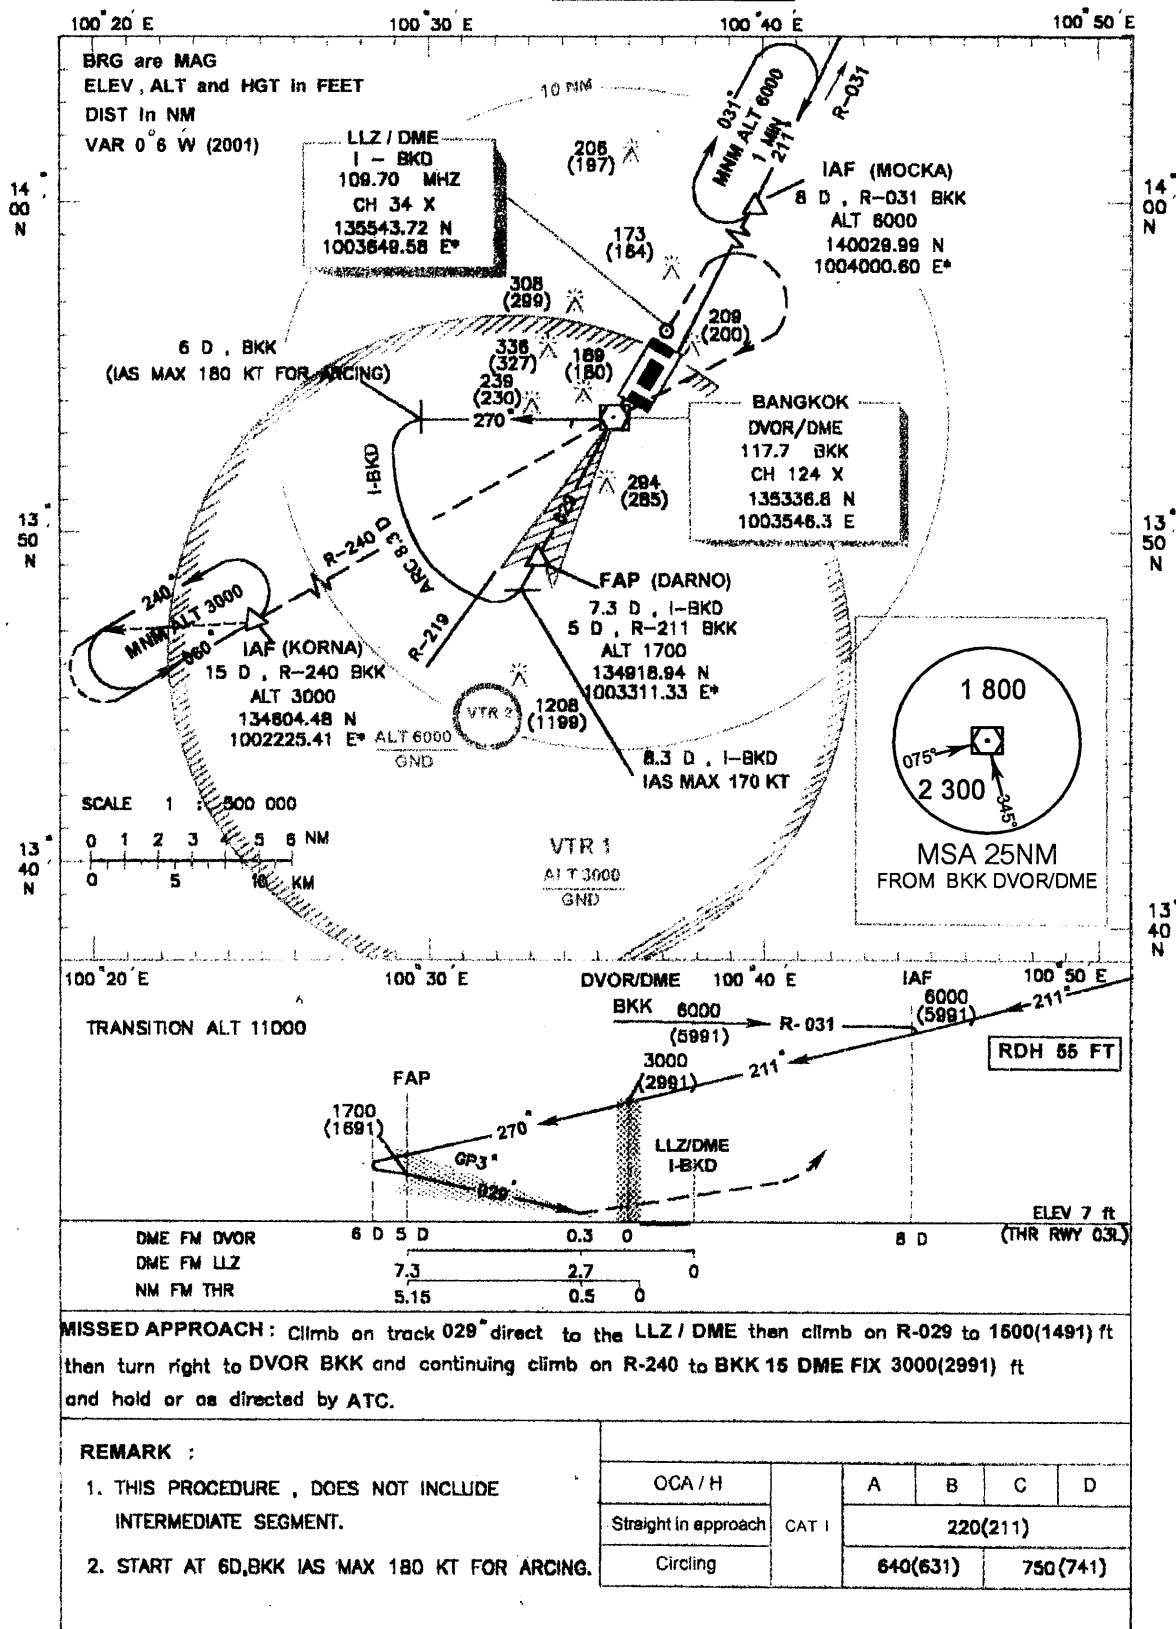 100° 20' E
100° 30' E
100° 40' E
100° 50' E
BRG are MAG
ELEV, ALT and HGT in FEET
DIST in NM
VAR 0°6 W (2001)
10 NM
LLZ / DME
I - BKD
109.70 MHZ
CH 34 X
135543.72 N
1003649.58 E*
206
(197)
031°
MNM ALT 6000
1 MIN
211°
R-031
IAF (MOCKA)
8 D , R-031 BKK
ALT 6000
140029.99 N
1004000.60 E*
14°
00'
N
14°
00'
N
173
(164)
308
(299)
209
(200)
6 D , BKK
(IAS MAX 180 KT FOR ARCING)
336
(327)
189
(180)
239
(230)
270°
BANGKOK
DVOR/DME
117.7 BKK
CH 124 X
135336.8 N
1003546.3 E
I-BKD
ARC 8.3 D
294
(285)
029°
13°
50'
N
13°
50'
N
R-240
FAP (DARNO)
7.3 D , I-BKD
5 D , R-211 BKK
ALT 1700
134918.94 N
1003311.33 E*
240°
MNM ALT 3000
060°
R-219
IAF (KORNA)
15 D , R-240 BKK
ALT 3000
134604.48 N
1002225.41 E*
VTR 2
ALT 6000
GND
1208
(1199)
8.3 D , I-BKD
IAS MAX 170 KT
1 800
075°
2 300
345°
MSA 25NM
FROM BKK DVOR/DME
SCALE 1 : 500 000
0 1 2 3 4 5 6 NM
0 5 10 KM
13°
40'
N
13°
40'
N
VTR 1
ALT 3000
GND
100° 20' E
100° 30' E
DVOR/DME
100° 40' E
IAF
100° 50' E
TRANSITION ALT 11000
BKK
6000
(5991)
R-031
6000
(5991)
211°
RDH 55 FT
FAP
3000
(2991)
211°
1700
(1691)
270°
GP3°
029°
LLZ/DME
I-BKD
ELEV 7 ft
(THR RWY 03L)
DME FM DVOR 6 D 5 D 0.3 0 8 D
DME FM LLZ 7.3 2.7 0
NM FM THR 5.15 0.5 0
MISSED APPROACH : Climb on track 029° direct to the LLZ / DME then climb on R-029 to 1500(1491) ft
then turn right to DVOR BKK and continuing climb on R-240 to BKK 15 DME FIX 3000(2991) ft
and hold or as directed by ATC.
REMARK :
1. THIS PROCEDURE , DOES NOT INCLUDE
INTERMEDIATE SEGMENT.
2. START AT 6D,BKK IAS MAX 180 KT FOR ARCING.
OCA / H A B C D
Straight in approach CAT I 220(211)
Circling 640(631) 750(741)